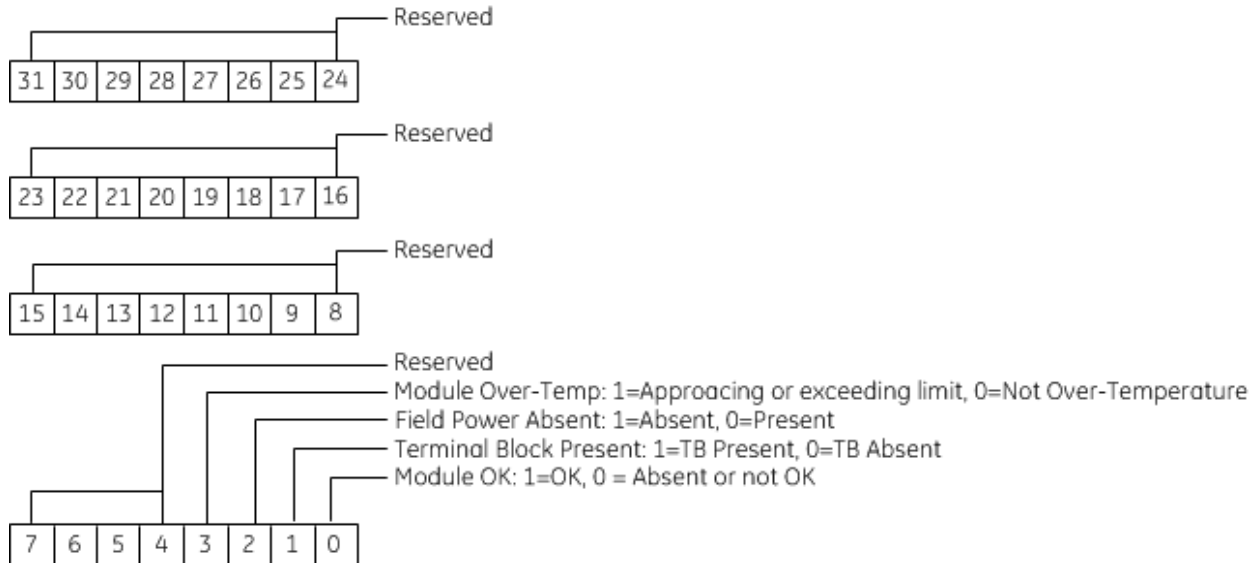 Reserved
31 30 29 28 27 26 25 24
Reserved
23 22 21 20 19 18 17 16
Reserved
15 14 13 12 11 10 9 8
Reserved
Module Over-Temp: 1=Approacing or exceeding limit, 0=Not Over-Temperature
Field Power Absent: 1=Absent, 0=Present
Terminal Block Present: 1=TB Present, 0=TB Absent
Module OK: 1=OK, 0 = Absent or not OK
7 6 5 4 3 2 1 0